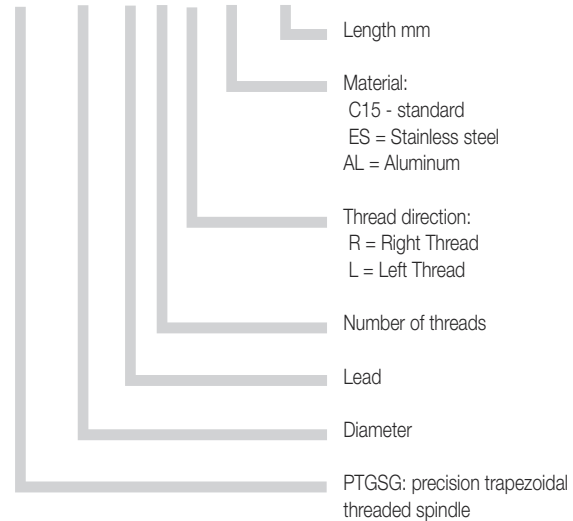 Length mm
Material:
C15 - standard
ES = Stainless steel
AL = Aluminum
Thread direction:
R = Right Thread
L = Left Thread
Number of threads
Lead
Diameter
PTGSG: precision trapezoidal
threaded spindle